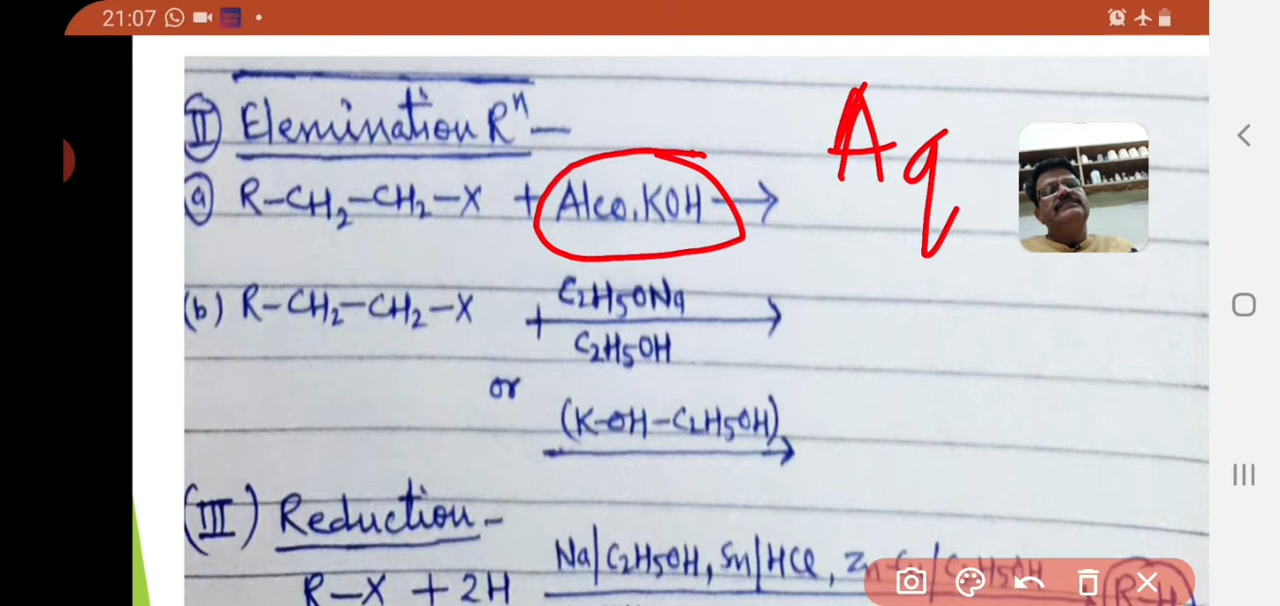 21:07
II Elemination Rⁿ —
Aq
(a) R-CH₂-CH₂-X + Alco.KOH →
(b) R-CH₂-CH₂-X + C₂H₅ONa →
C₂H₅OH
or
(K-OH-C₂H₅OH)
(III) Reduction -
Na/C₂H₅OH, Sn/HCl,
R-X + 2H R-H